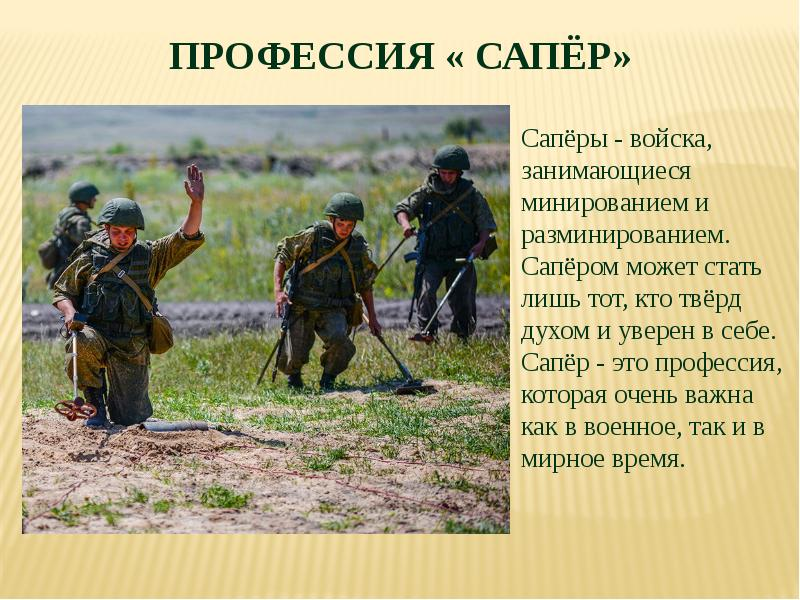 ПРОФЕССИЯ « САПЁР»
Сапёры - войска,
занимающиеся
минированием и
разминированием.
Сапёром может стать
лишь тот, кто твёрд
духом и уверен в себе.
Сапёр - это профессия,
которая очень важна
как в военное, так и в
мирное время.